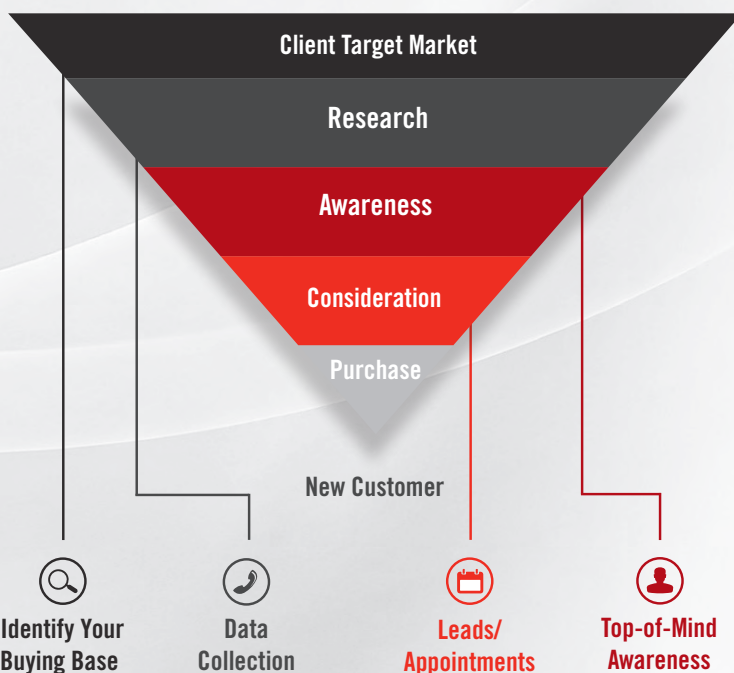 Client Target Market
Research
Awareness
Consideration
Purchase
New Customer
Identify Your
Buying Base
Data
Collection
Leads/
Appointments
Top-of-Mind
Awareness